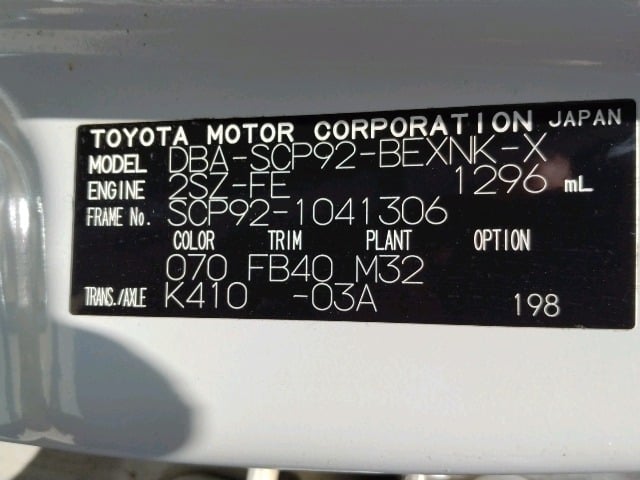 TOYOTA MOTOR CORPORATION JAPAN
MODEL DBA-SCP92-BEXNK-X
ENGINE 2SZ-FE 1296 mL
FRAME No. SCP92-1041306
COLOR TRIM PLANT OPTION
070 FB40 M32
TRANS./AXLE K410 -03A 198